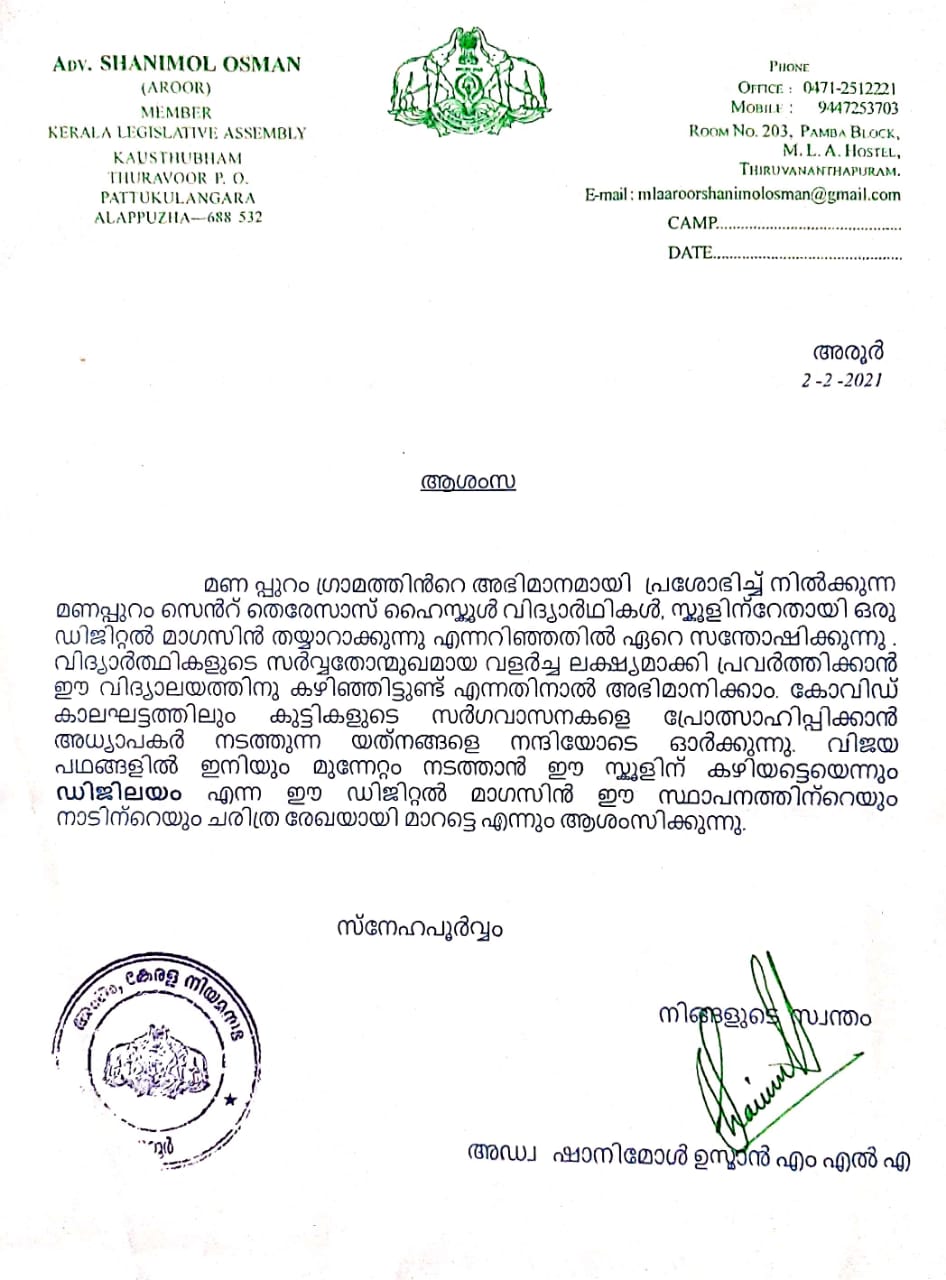 ADV. SHANIMOL OSMAN
(AROOR)
MEMBER
KERALA LEGISLATIVE ASSEMBLY
KAUSTHUBHAM
THURAVOOR P. O.
PATTUKULANGARA
ALAPPUZHA—688 532
PHONE
OFFICE : 0471-2512221
MOBILE : 9447253703
ROOM NO. 203, PAMBA BLOCK,
M. L. A. HOSTEL,
THIRUVANANTHAPURAM.
E-mail : mlaaroorshanimolosman@gmail.com
CAMP.............................................
DATE..............................................
അരൂർ
2 -2 -2021
ആശംസ
മണ പ്പുറം ഗ്രാമത്തിൻറെ അഭിമാനമായി പ്രശോഭിച്ച് നിൽക്കുന്ന
മണപ്പുറം സെൻറ് തെരേസാസ് ഹൈസ്കൂൾ വിദ്യാർഥികൾ, സ്കൂളിന്റേതായി ഒരു
ഡിജിറ്റൽ മാഗസിൻ തയ്യാറാക്കുന്നു എന്നറിഞ്ഞതിൽ ഏറെ സന്തോഷിക്കുന്നു .
വിദ്യാർത്ഥികളുടെ സർവ്വതോന്മുഖമായ വളർച്ച ലക്ഷ്യമാക്കി പ്രവർത്തിക്കാൻ
ഈ വിദ്യാലയത്തിനു കഴിഞ്ഞിട്ടുണ്ട് എന്നതിനാൽ അഭിമാനിക്കാം. കോവിഡ്
കാലഘട്ടത്തിലും കുട്ടികളുടെ സർഗവാസനകളെ പ്രോത്സാഹിപ്പിക്കാൻ
അധ്യാപകർ നടത്തുന്ന യത്നങ്ങളെ നന്ദിയോടെ ഓർക്കുന്നു. വിജയ
പഥങ്ങളിൽ ഇനിയും മുന്നേറ്റം നടത്താൻ ഈ സ്കൂളിന് കഴിയട്ടെയെന്നും
ഡിജിലയം എന്ന ഈ ഡിജിറ്റൽ മാഗസിൻ ഈ സ്ഥാപനത്തിന്റെയും
നാടിന്റെയും ചരിത്ര രേഖയായി മാറട്ടെ എന്നും ആശംസിക്കുന്നു.
സ്നേഹപൂർവ്വം
കേരള നിയമസഭ
നിങ്ങളുടെ സ്വന്തം
അഡ്വ ഷാനിമോൾ ഉസ്മാൻ എം എൽ എ